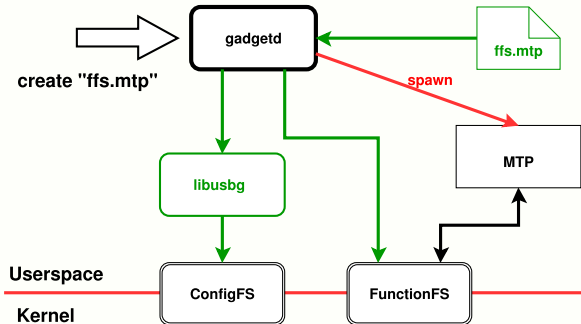 gadgetd
ffs.mtp
create "ffs.mtp"
spawn
MTP
libusbg
Userspace
ConfigFS
FunctionFS
Kernel